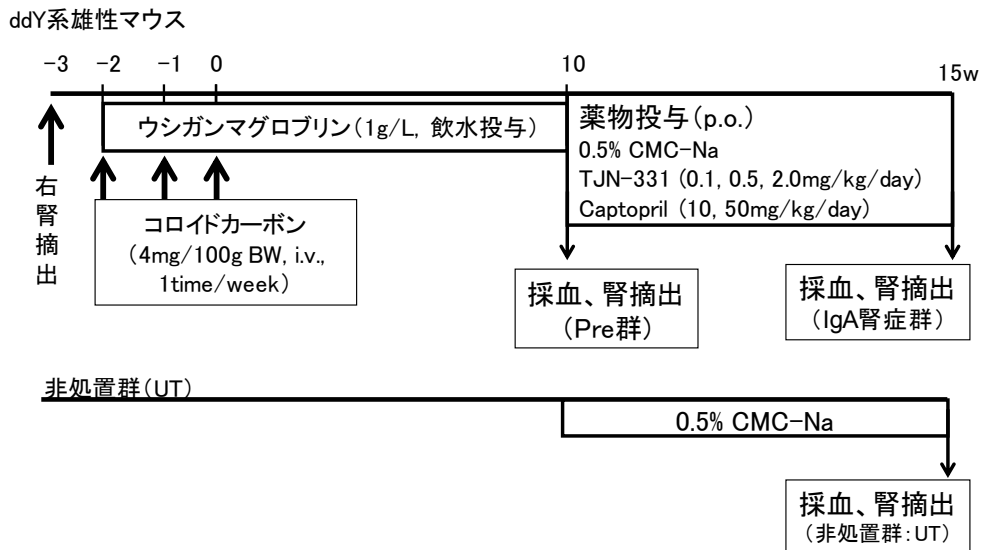 ddY系雄性マウス
-3 -2 -1 0 10 15w
ウシガンマグロブリン(1g/L, 飲水投与)
薬物投与(p.o.)
0.5% CMC-Na
TJN-331 (0.1, 0.5, 2.0mg/kg/day)
Captopril (10, 50mg/kg/day)
右腎摘出
コロイドカーボン
(4mg/100g BW, i.v.,
1time/week)
採血、腎摘出
(Pre群)
採血、腎摘出
(IgA腎症群)
非処置群(UT)
0.5% CMC-Na
採血、腎摘出
(非処置群:UT)